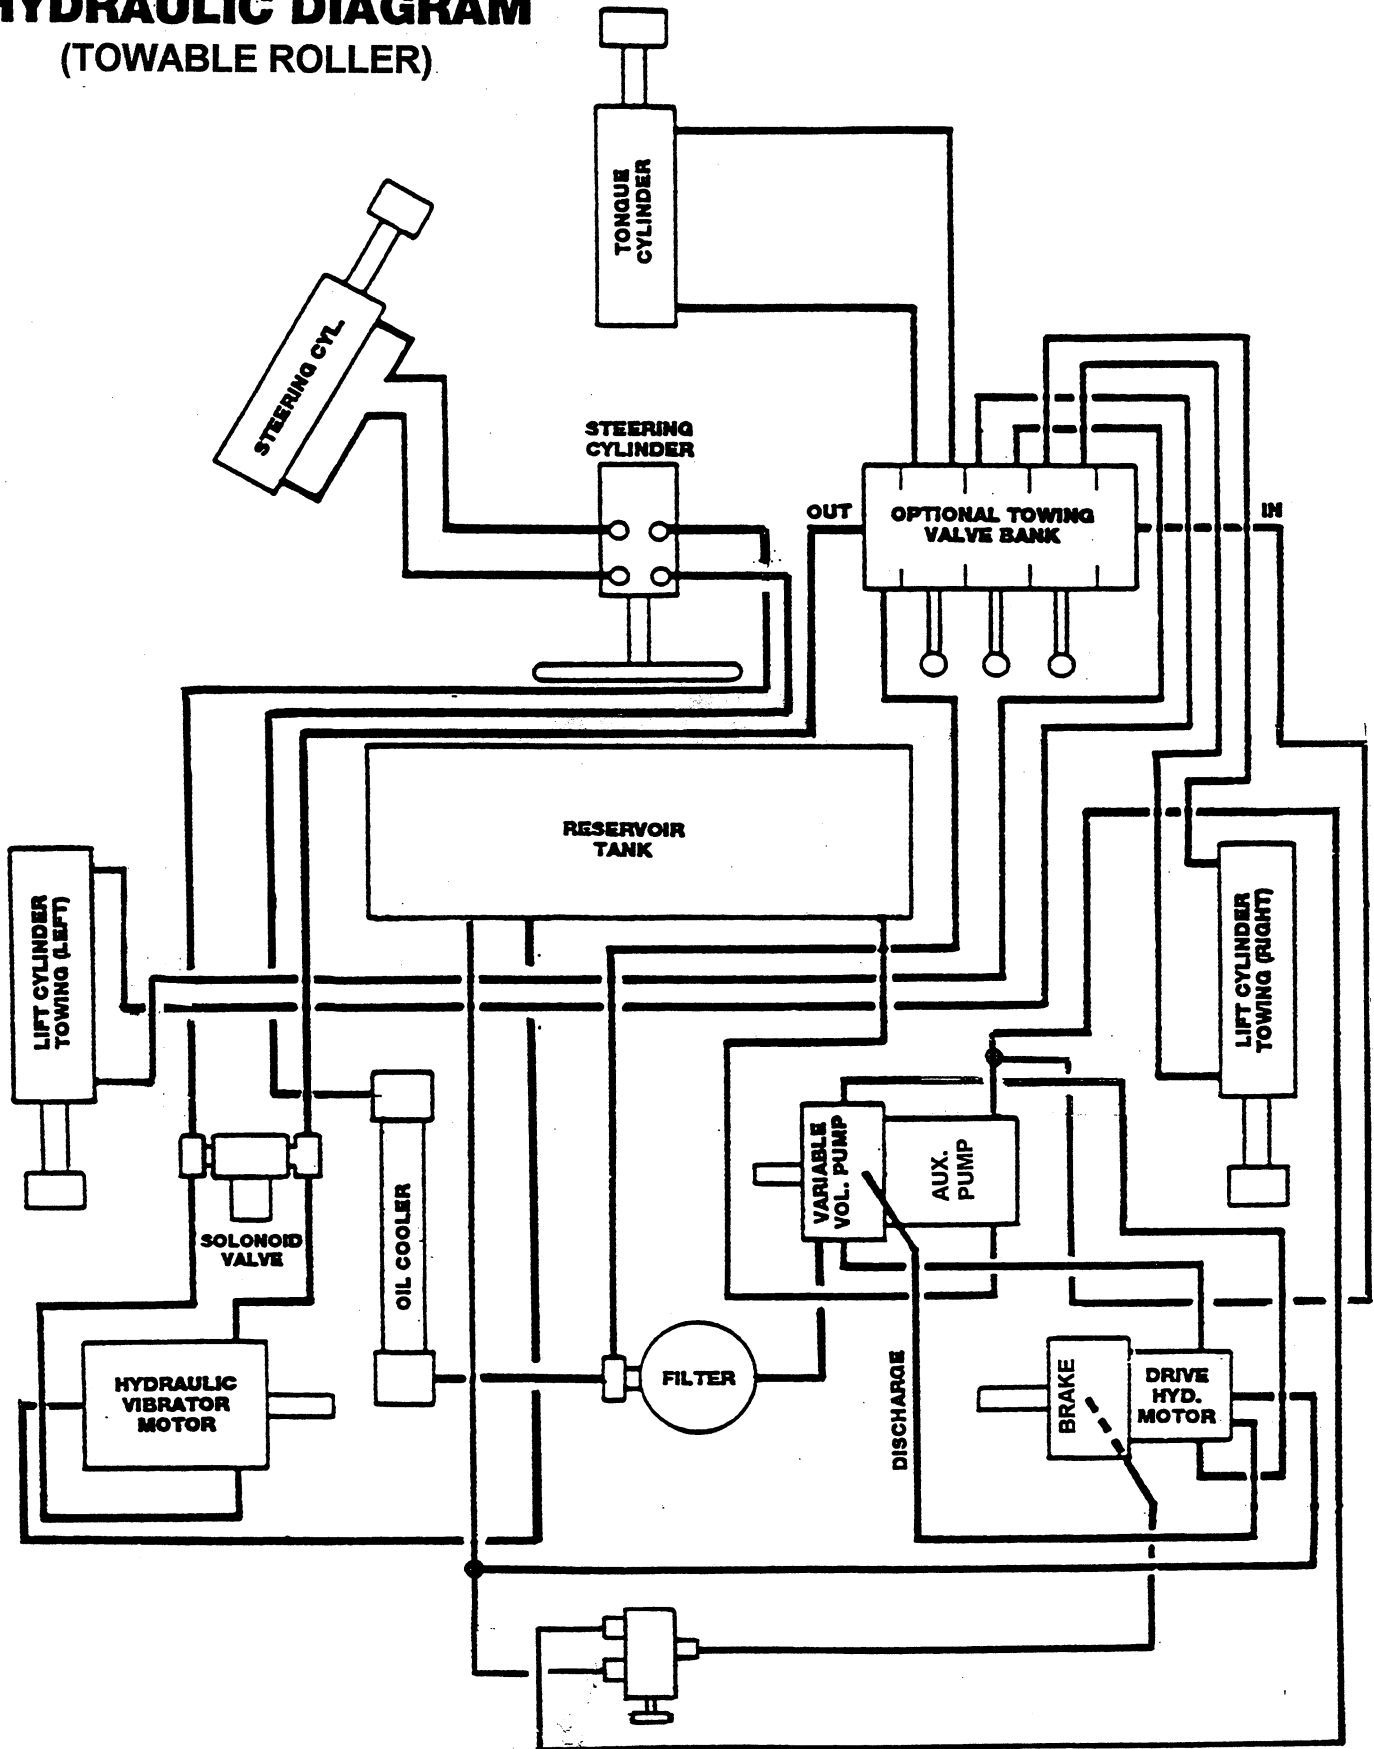 HYDRAULIC DIAGRAM
(TOWABLE ROLLER)
TONGUE
CYLINDER
STEERING CYL.
STEERING
CYLINDER
OUT
OPTIONAL TOWING
VALVE BANK
IN
RESERVOIR
TANK
LIFT CYLINDER
TOWING (LEFT)
LIFT CYLINDER
TOWING (RIGHT)
VARIABLE
VOL. PUMP
AUX.
PUMP
SOLONOID
VALVE
OIL COOLER
HYDRAULIC
VIBRATOR
MOTOR
FILTER
DISCHARGE
BRAKE
DRIVE
HYD.
MOTOR